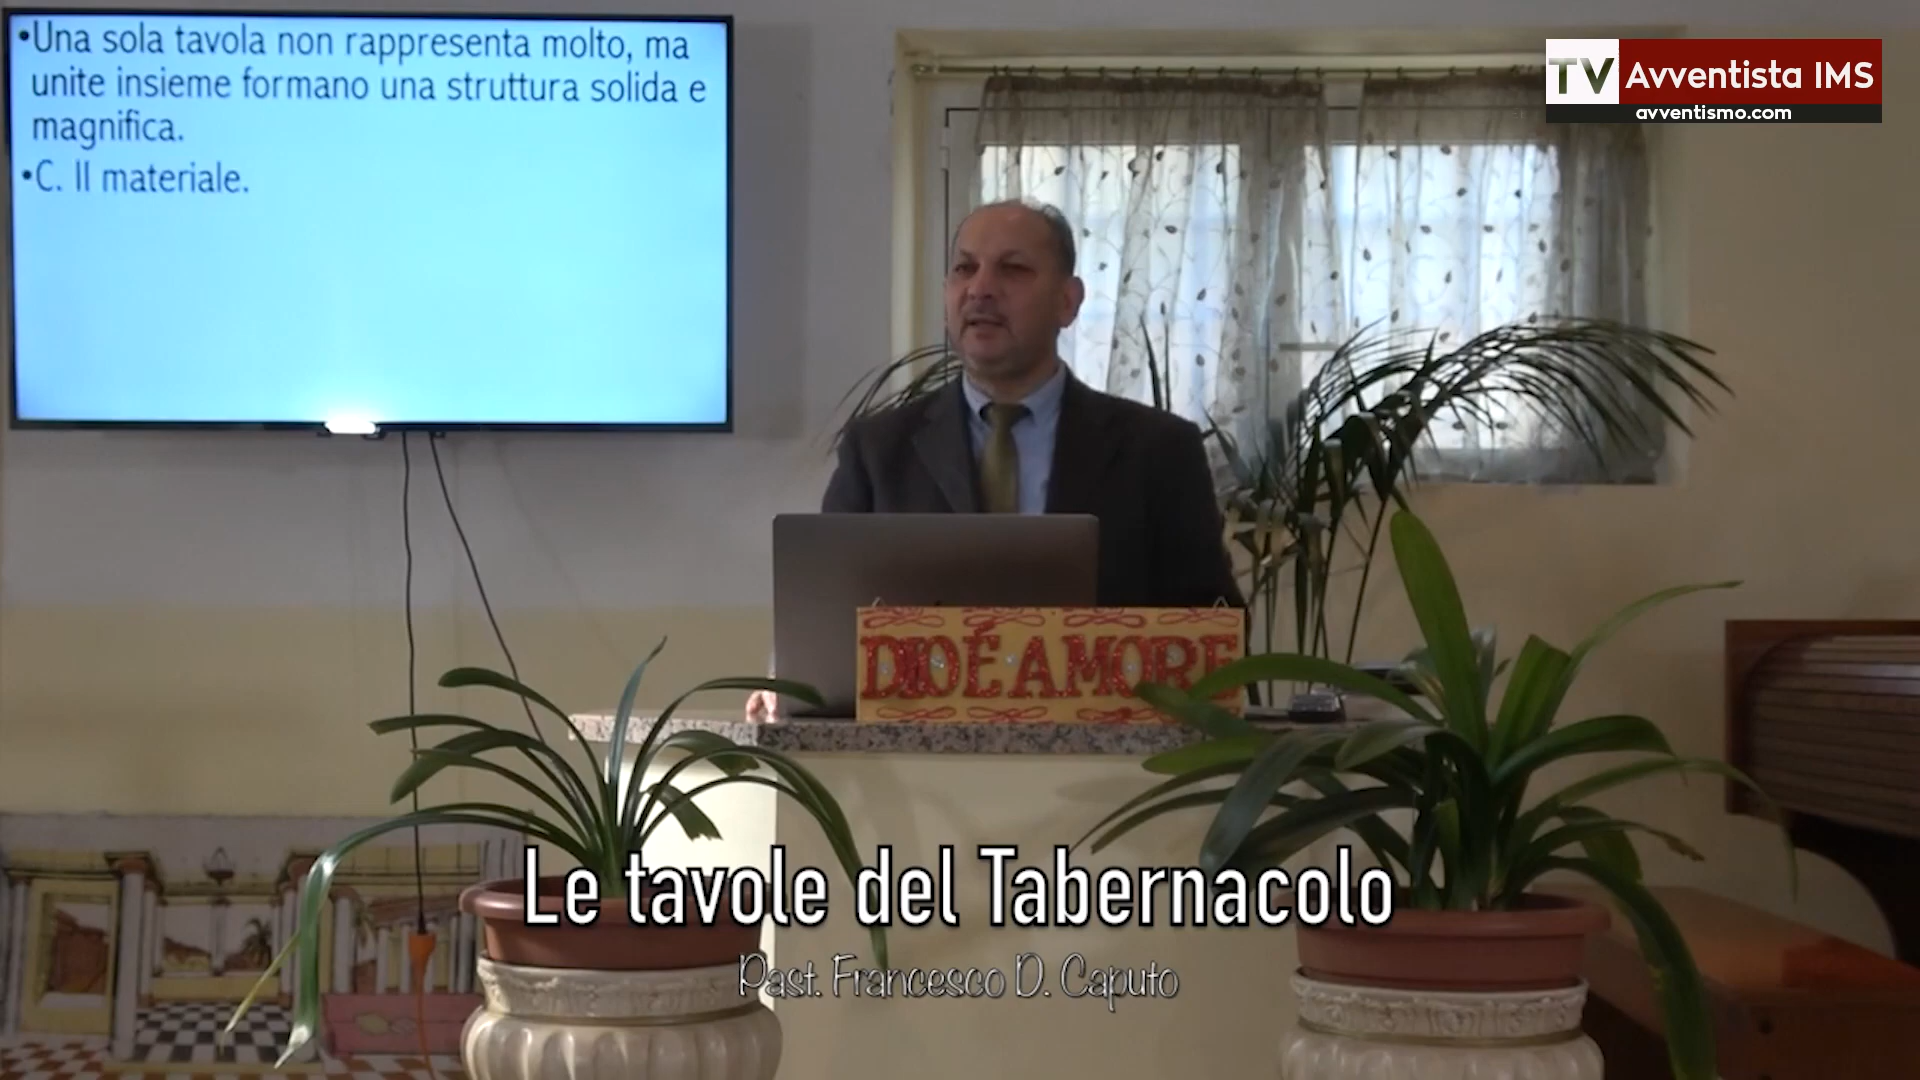 •Una sola tavola non rappresenta molto, ma
unite insieme formano una struttura solida e
magnifica.
•C. Il materiale.
TV Avventista IMS
avventismo.com
DIO É AMORE
Le tavole del Tabernacolo
Past. Francesco D. Caputo